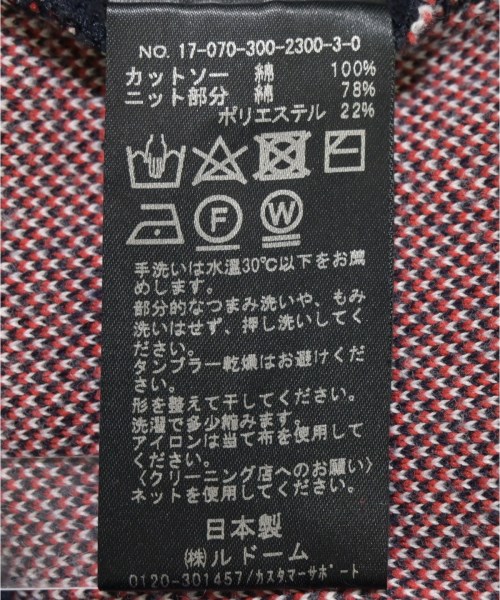 NO. 17-070-300-2300-3-0
カットソー 綿 100%
ニット部分 綿 78%
ポリエステル 22%
F W
手洗いは水温30℃以下をお薦
めします。
部分的なつまみ洗いや、もみ
洗いはせず、押し洗いしてく
ださい。
タンブラー乾燥はお避けくだ
さい。
形を整えて干してください。
洗濯で多少縮みます。
アイロンは当て布を使用して
ください。
〈クリーニング店へのお願い〉
ネットを使用してください。
日本製
㈱ルドーム
0120-301457/カスタマーサポート